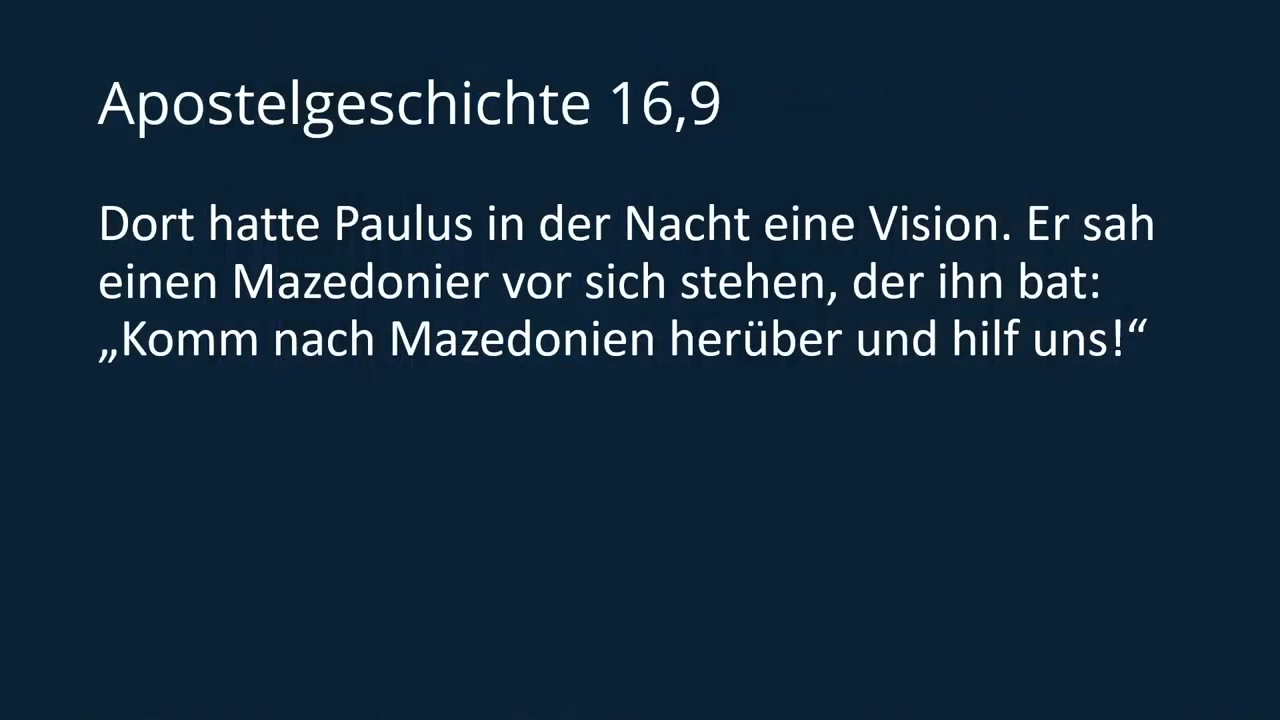 Apostelgeschichte 16,9
Dort hatte Paulus in der Nacht eine Vision. Er sah
einen Mazedonier vor sich stehen, der ihn bat:
„Komm nach Mazedonien herüber und hilf uns!“